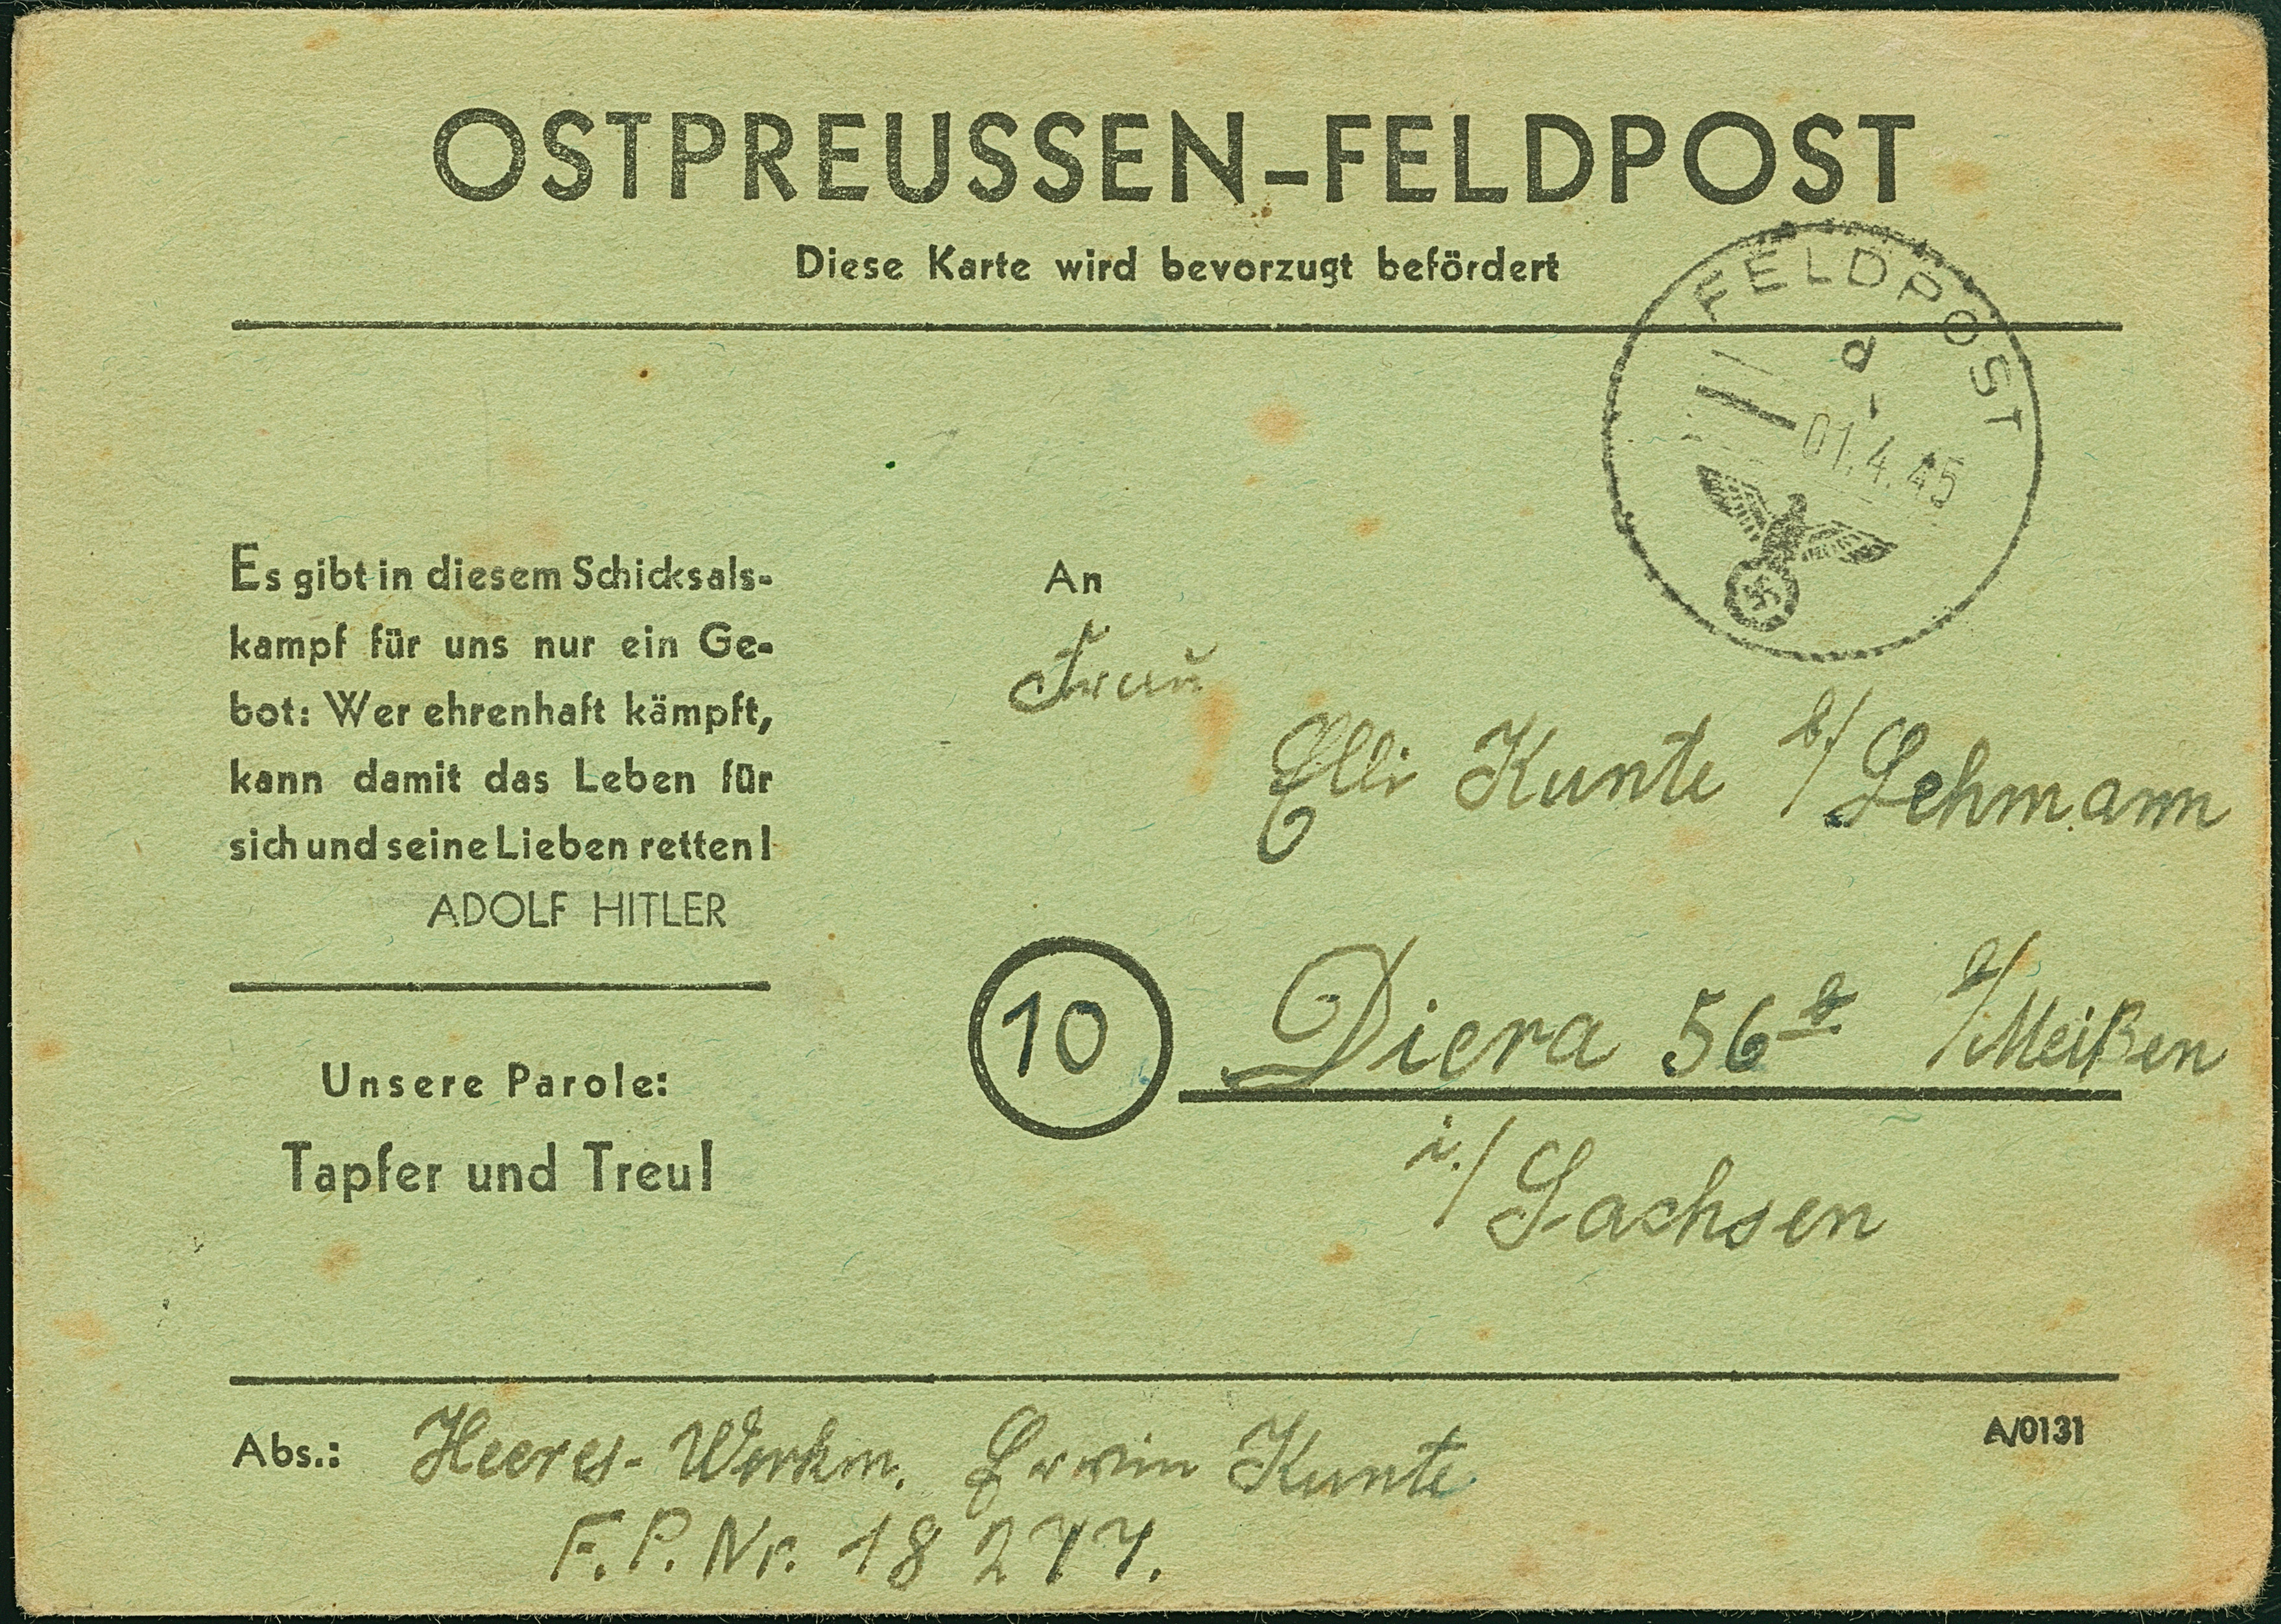 OSTPREUSSEN-FELDPOST
Diese Karte wird bevorzugt befördert
FELDPOST
d
01.4.45
Es gibt in diesem Schicksals-
kampf für uns nur ein Ge-
bot: Wer ehrenhaft kämpft,
kann damit das Leben für
sich und seine Lieben retten!
ADOLF HITLER
Unsere Parole:
Tapfer und Treu!
An
Frau
Elli Kunte b/Lehmann
10 Diera 56b /Meißen
i./Sachsen
Abs.: Heeres-Werkm. Erwin Kunte
F.P.Nr. 18 277.
A/0131